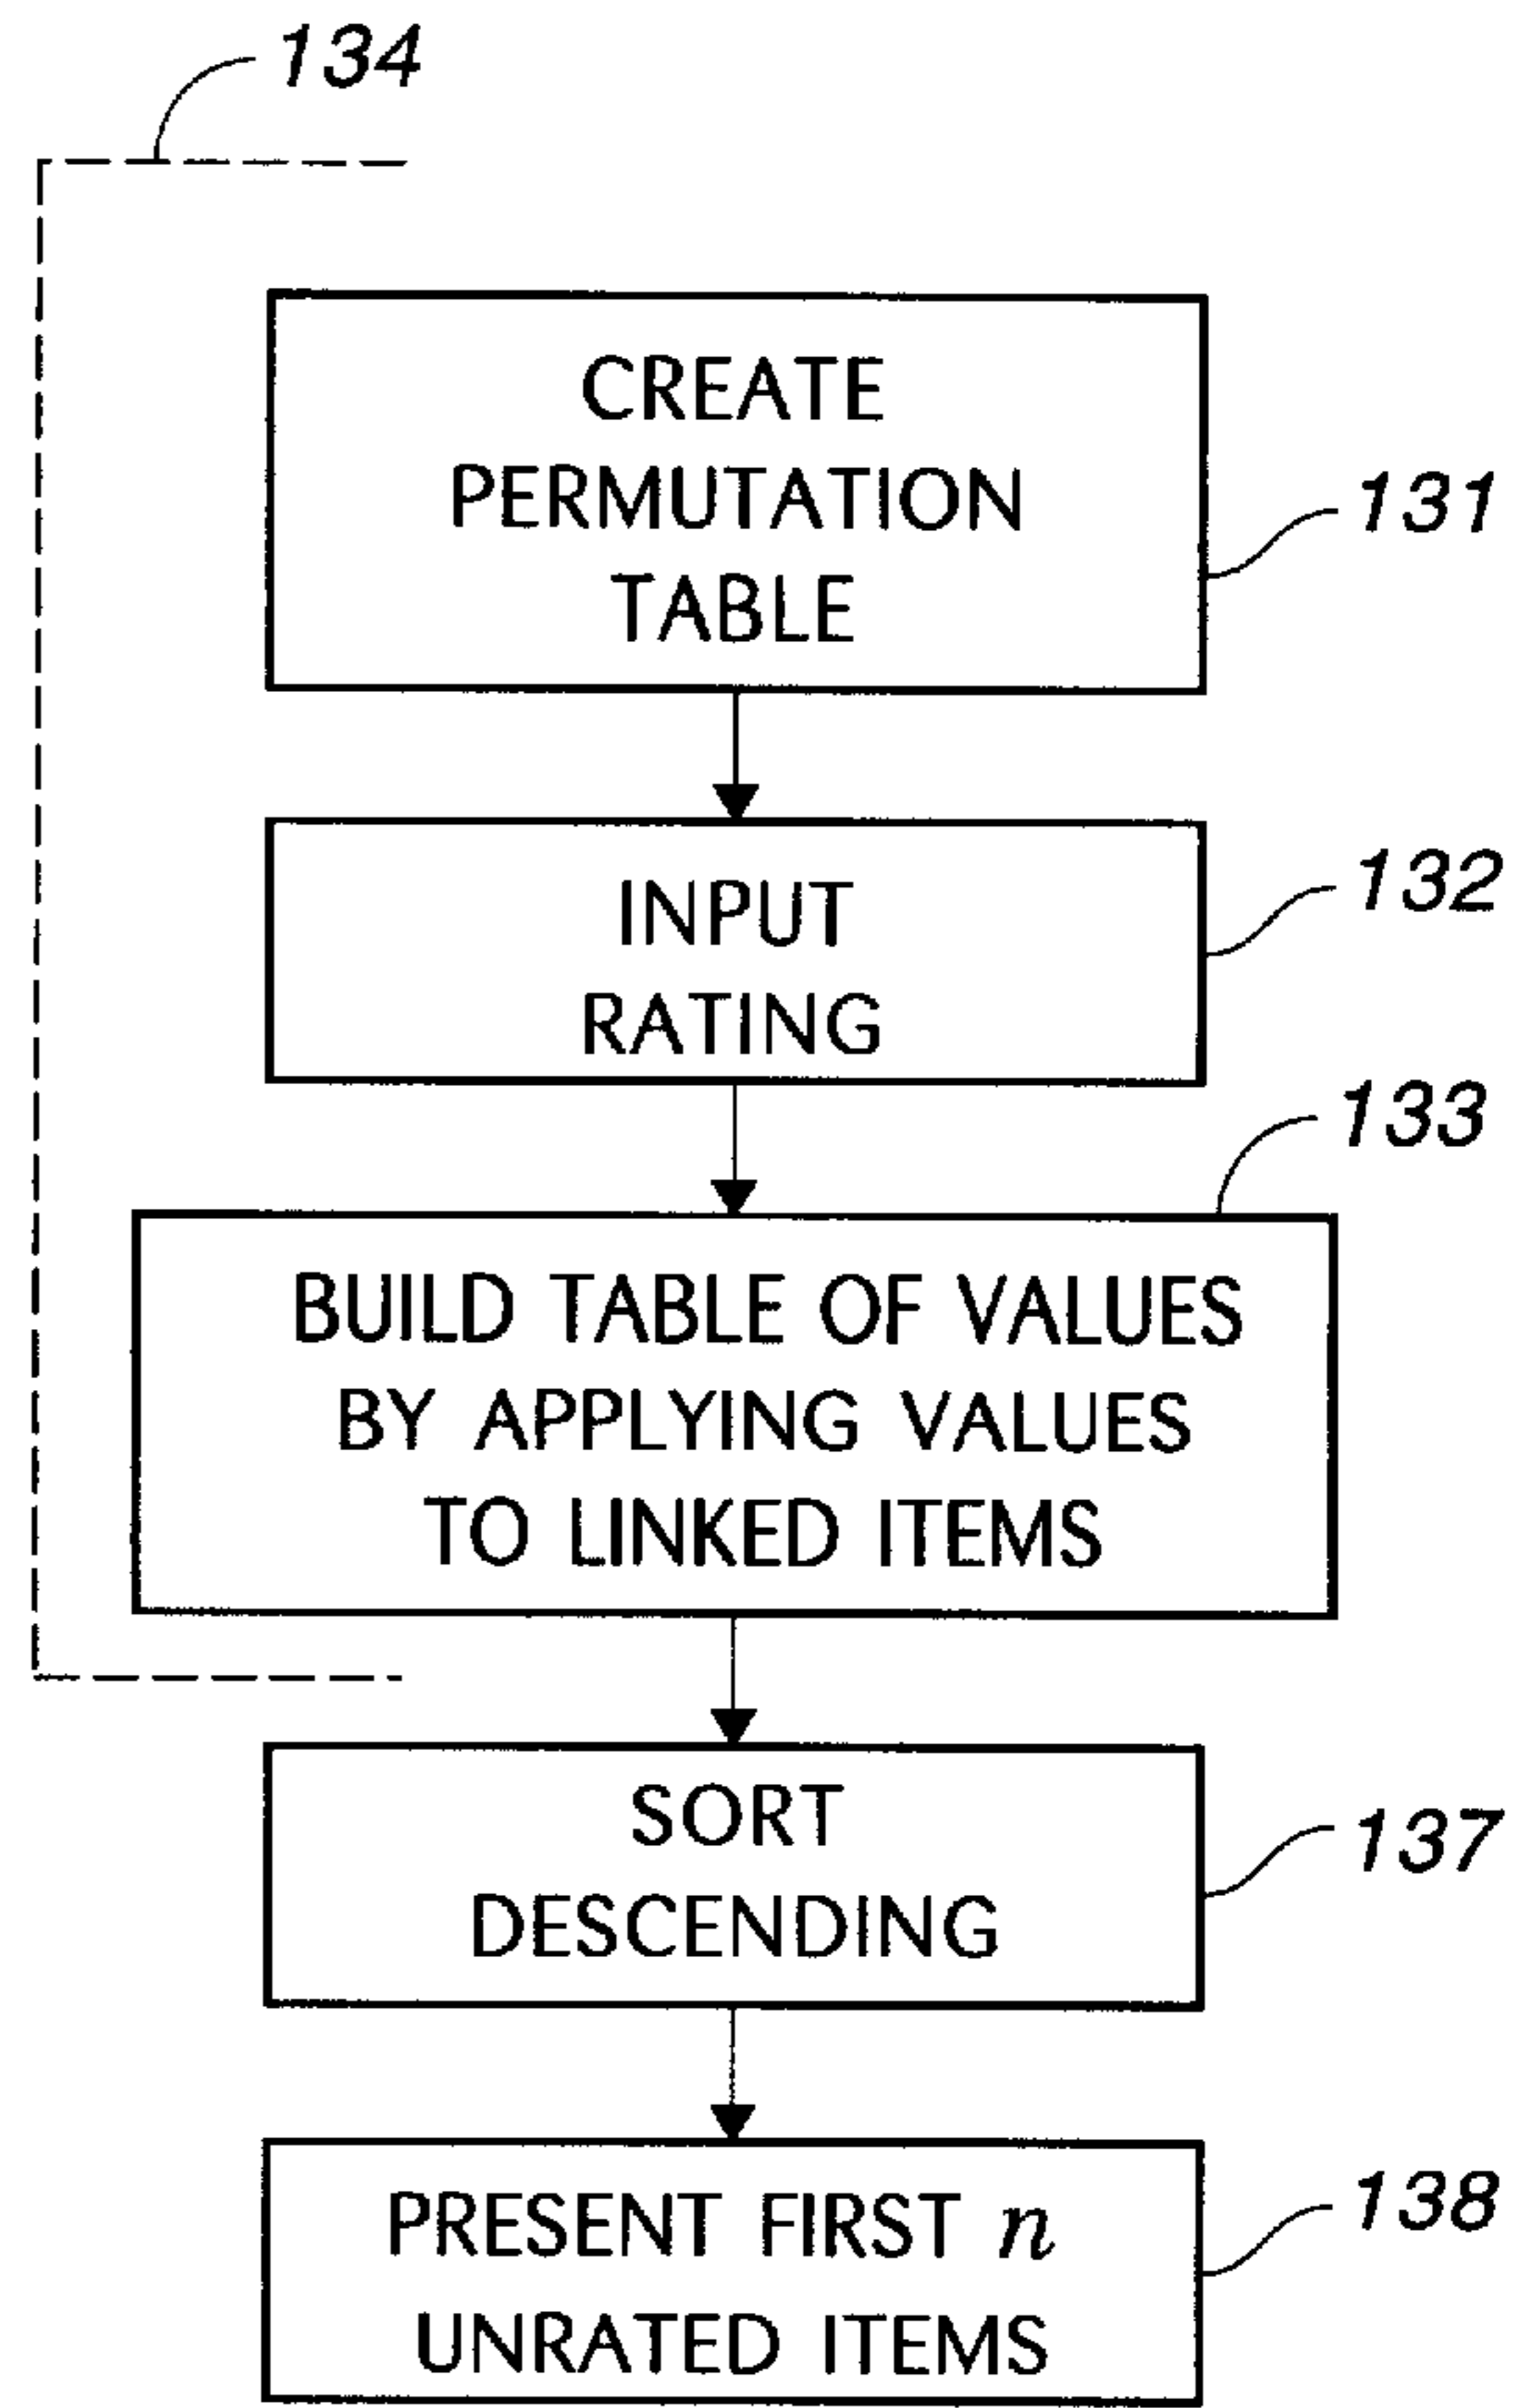 134
CREATE
PERMUTATION
TABLE
131
INPUT
RATING
132
133
BUILD TABLE OF VALUES
BY APPLYING VALUES
TO LINKED ITEMS
SORT
DESCENDING
137
PRESENT FIRST n
UNRATED ITEMS
138